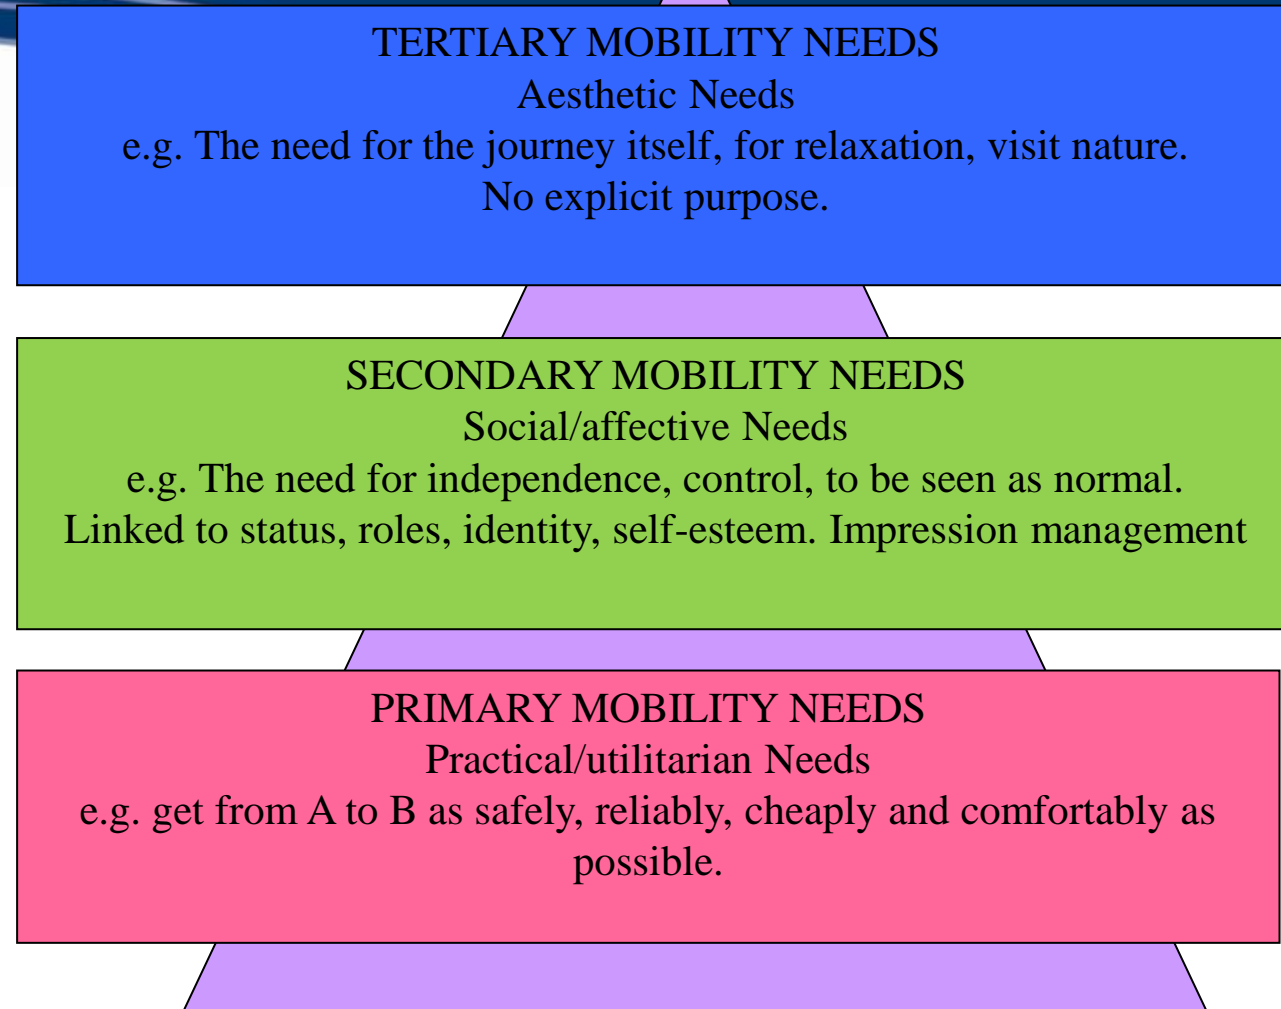 TERTIARY MOBILITY NEEDS
Aesthetic Needs
e.g. The need for the journey itself, for relaxation, visit nature.
No explicit purpose.
SECONDARY MOBILITY NEEDS
Social/affective Needs
e.g. The need for independence, control, to be seen as normal.
Linked to status, roles, identity, self-esteem. Impression management
PRIMARY MOBILITY NEEDS
Practical/utilitarian Needs
e.g. get from A to B as safely, reliably, cheaply and comfortably as
possible.